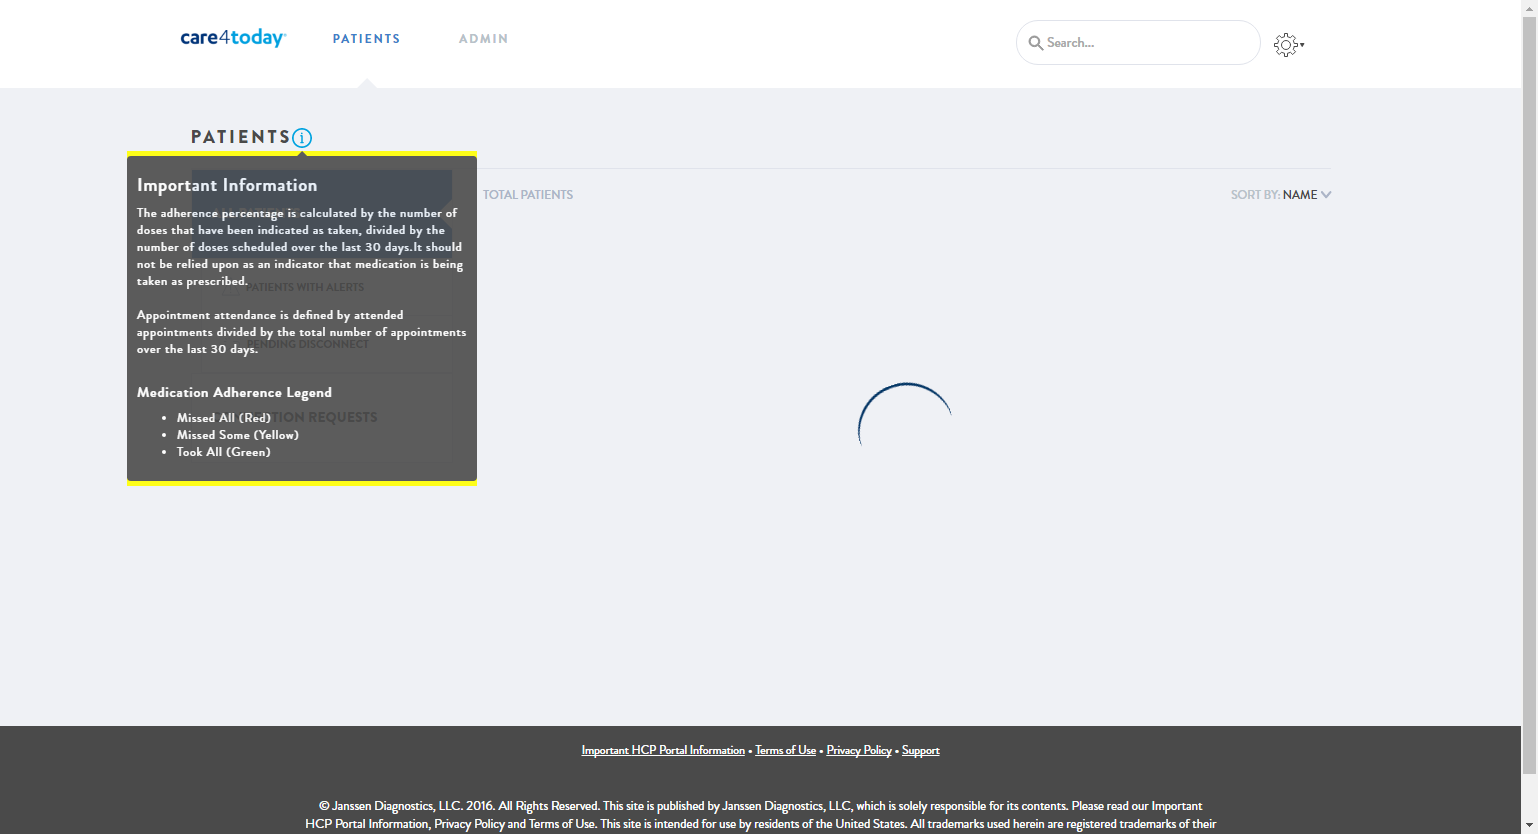 care4today
PATIENTS
ADMIN
Search...
PATIENTS
i
Important Information
The adherence percentage is calculated by the number of
doses that have been indicated as taken, divided by the
number of doses scheduled over the last 30 days.It should
not be relied upon as an indicator that medication is being
taken as prescribed.
Appointment attendance is defined by attended
appointments divided by the total number of appointments
over the last 30 days.
Medication Adherence Legend
• Missed All (Red)
• Missed Some (Yellow)
• Took All (Green)
PATIENTS WITH ALERTS
PENDING DISCONNECT
REQUESTS
TOTAL PATIENTS
SORT BY: NAME
Important HCP Portal Information • Terms of Use • Privacy Policy • Support
© Janssen Diagnostics, LLC. 2016. All Rights Reserved. This site is published by Janssen Diagnostics, LLC, which is solely responsible for its contents. Please read our Important
HCP Portal Information, Privacy Policy and Terms of Use. This site is intended for use by residents of the United States. All trademarks used herein are registered trademarks of their